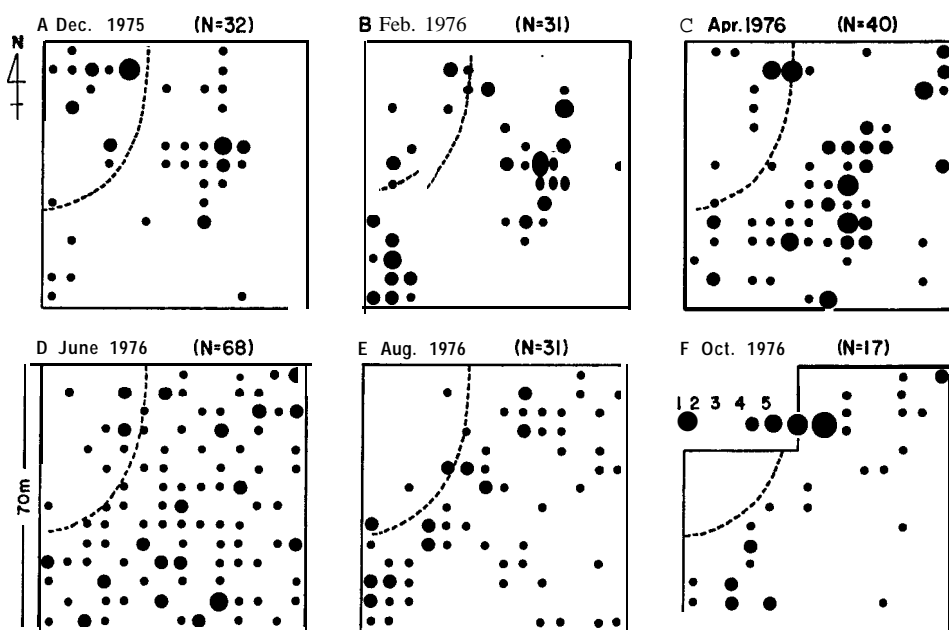 A Dec. 1975 (N=32)
B Feb. 1976 (N=31)
C Apr.1976 (N=40)
N
D June 1976 (N=68)
E Aug. 1976 (N=31)
F Oct. 1976 (N=17)
1 2 3 4 5
70m